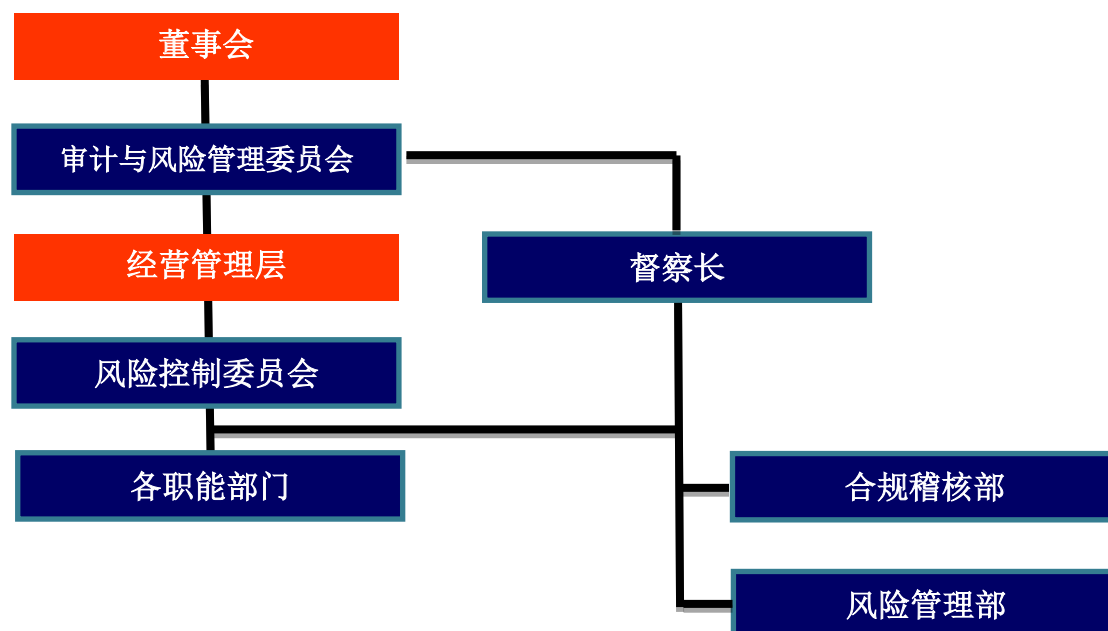 董事会
审计与风险管理委员会
经营管理层
督察长
风险控制委员会
各职能部门
合规稽核部
风险管理部